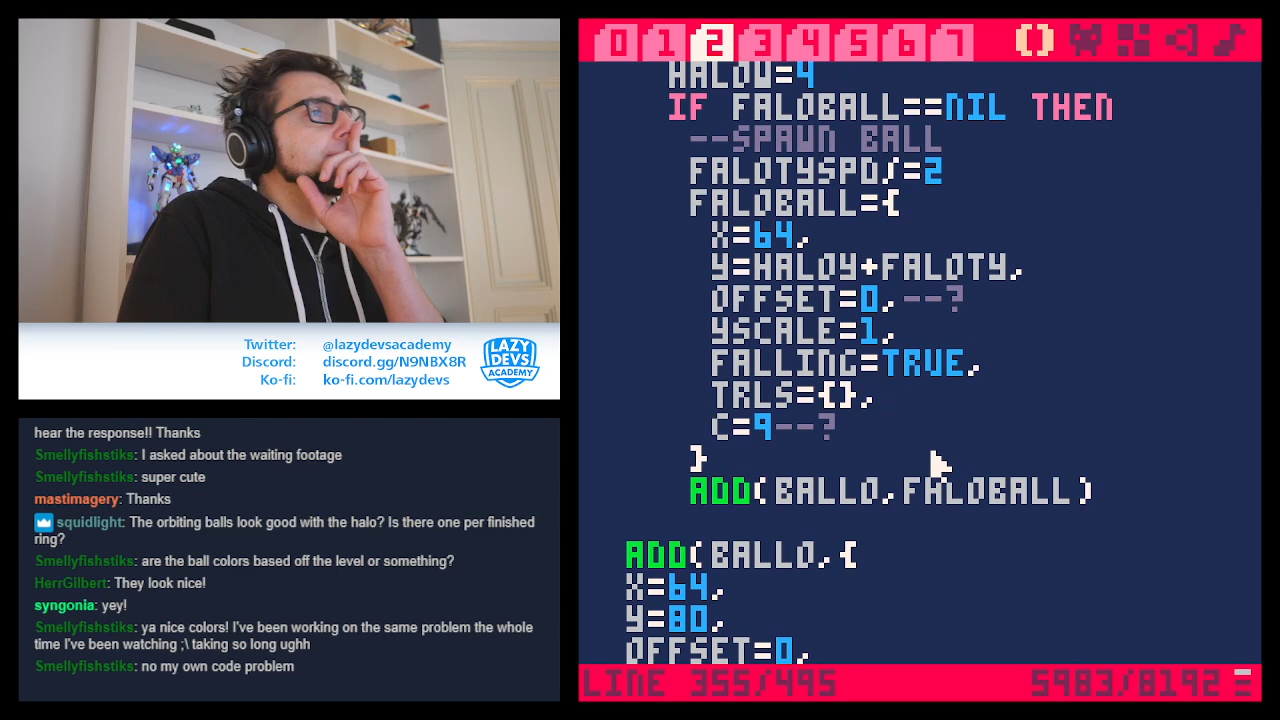 Twitter: @lazydevsacademy
Discord: discord.gg/N9NBX8R
Ko-fi: ko-fi.com/lazydevs
LAZY
DEVS
ACADEMY
hear the response!! Thanks
Smellyfishstiks: I asked about the waiting footage
Smellyfishstiks: super cute
mastimagery: Thanks
squidlight: The orbiting balls look good with the halo? Is there one per finished
ring?
Smellyfishstiks: are the ball colors based off the level or something?
HerrGilbert: They look nice!
syngonia: yey!
Smellyfishstiks: ya nice colors! I've been working on the same problem the whole
time I've been watching ;\ taking so long ughh
Smellyfishstiks: no my own code problem
0 1 2 3 4 5 6 7 ()
IF FALOBALL==NIL THEN
--SPAWN BALL
FALOTYSPD/=2
FALOBALL={
X=64,
Y=HALOY+FALOTY,
OFFSET=0,--?
YSCALE=1,
FALLING=TRUE,
TRLS={},
C=9--?
}
ADD(BALLO,FALOBALL)
ADD(BALLO,{
X=64,
Y=80,
OFFSET=0,
LINE 355/495 5983/8192